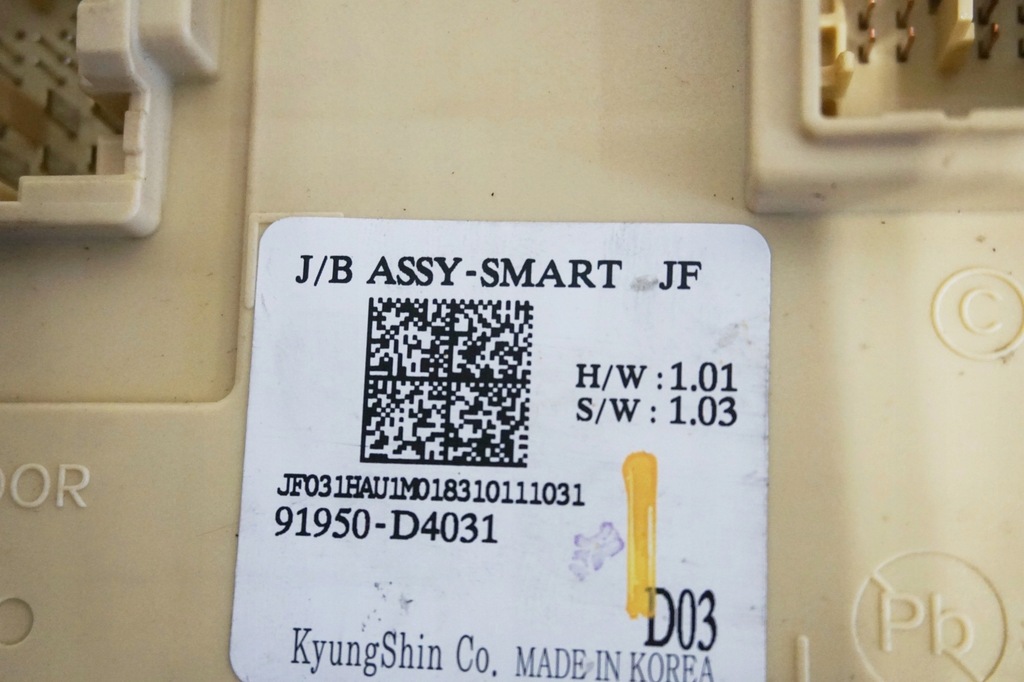 J/B ASSY-SMART JF
H/W : 1.01
S/W : 1.03
JF031HAU1M018310111031
91950-D4031
D03
KyungShin Co. MADE IN KOREA
OOR
©
Pb